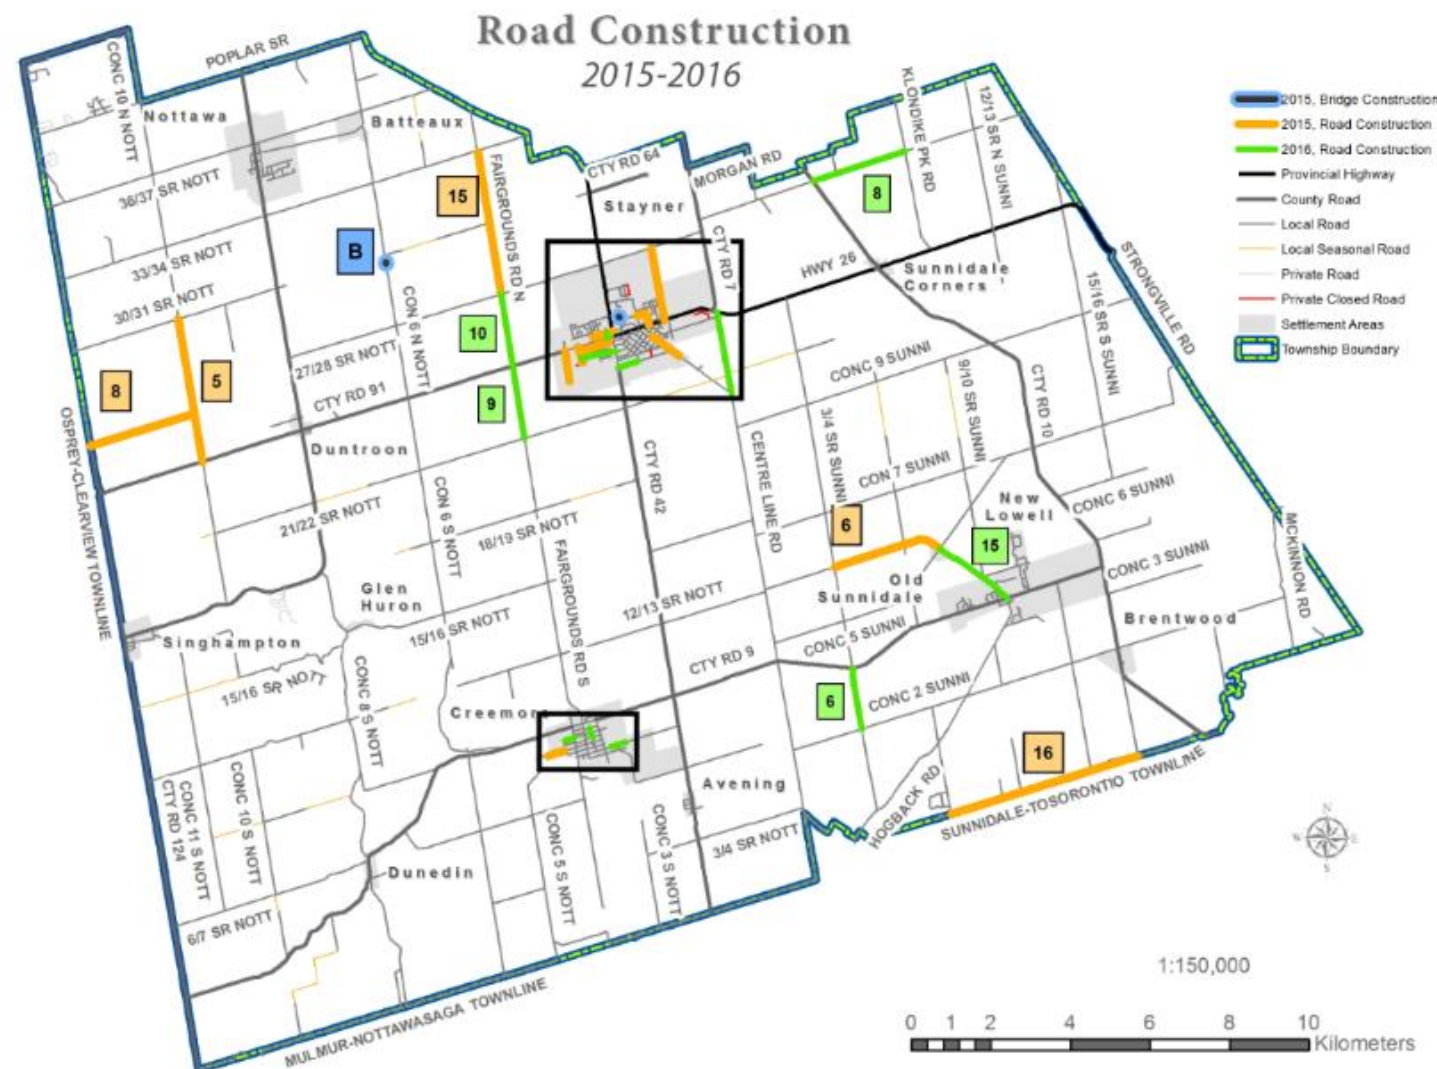 Road Construction
2015-2016
2015, Bridge Construction
2015, Road Construction
2016, Road Construction
Provincial Highway
County Road
Local Road
Local Seasonal Road
Private Road
Private Closed Road
Settlement Areas
Township Boundary
CONC 10 N NOTT
POPLAR SR
Nottawa
Batteaux
36/37 SR NOTT
33/34 SR NOTT
30/31 SR NOTT
15
FAIRGROUNDS RD N
B
CON 6 N NOTT
CTY RD 64
MORGAN RD
Stayner
CTY RD 7
KLONDIKE PK RD
12/13 SR N SUNNI
8
HWY 26
Sunnidale
Corners
STRONGVILLE RD
15/16 SR S SUNNI
10
27/28 SR NOTT
CTY RD 91
8
5
9
OSPREY-CLEARVIEW TOWNLINE
Duntroon
21/22 SR NOTT
CON 6 S NOTT
18/19 SR NOTT
CTY RD 42
CENTRE LINE RD
3/4 SR SUNNI
CONC 9 SUNNI
9/10 SR SUNNI
CTY RD 10
CON 7 SUNNI
New
Lowell
CONC 6 SUNNI
6
15
MCKINNON RD
Glen
Huron
15/16 SR NOTT
FAIRGROUNDS RD S
12/13 SR NOTT
Old
Sunnidale
CONC 3 SUNNI
Brentwood
Singhampton
15/16 SR NOTT
CONC 8 S NOTT
CTY RD 9
CONC 5 SUNNI
6
CONC 2 SUNNI
Creemore
16
Avening
HOGBACK RD
SUNNIDALE-TOSORONTIO TOWNLINE
CTY RD 124
CONC 11 S NOTT
CONC 10 S NOTT
CONC 5 S NOTT
CONC 3 S NOTT
3/4 SR NOTT
Dunedin
6/7 SR NOTT
MULMUR-NOTTAWASAGA TOWNLINE
N
W
E
S
1:150,000
0 1 2 4 6 8 10
Kilometers